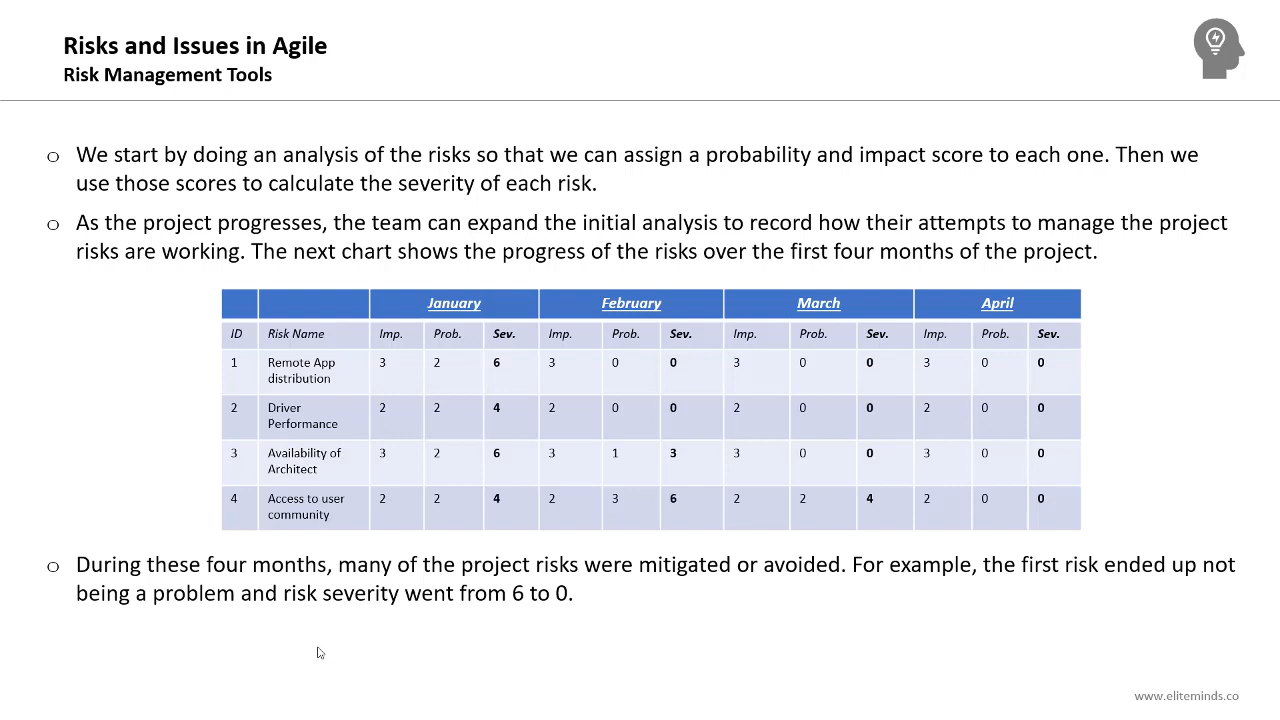 Risks and Issues in Agile
Risk Management Tools
o We start by doing an analysis of the risks so that we can assign a probability and impact score to each one. Then we
use those scores to calculate the severity of each risk.
o As the project progresses, the team can expand the initial analysis to record how their attempts to manage the project
risks are working. The next chart shows the progress of the risks over the first four months of the project.
January February March April
ID Risk Name Imp. Prob. Sev. Imp. Prob. Sev. Imp. Prob. Sev. Imp. Prob. Sev.
1 Remote App 3 2 6 3 0 0 3 0 0 3 0 0
distribution
2 Driver 2 2 4 2 0 0 2 0 0 2 0 0
Performance
3 Availability of 3 2 6 3 1 3 3 0 0 3 0 0
Architect
4 Access to user 2 2 4 2 3 6 2 2 4 2 0 0
community
o During these four months, many of the project risks were mitigated or avoided. For example, the first risk ended up not
being a problem and risk severity went from 6 to 0.
www.eliteminds.co